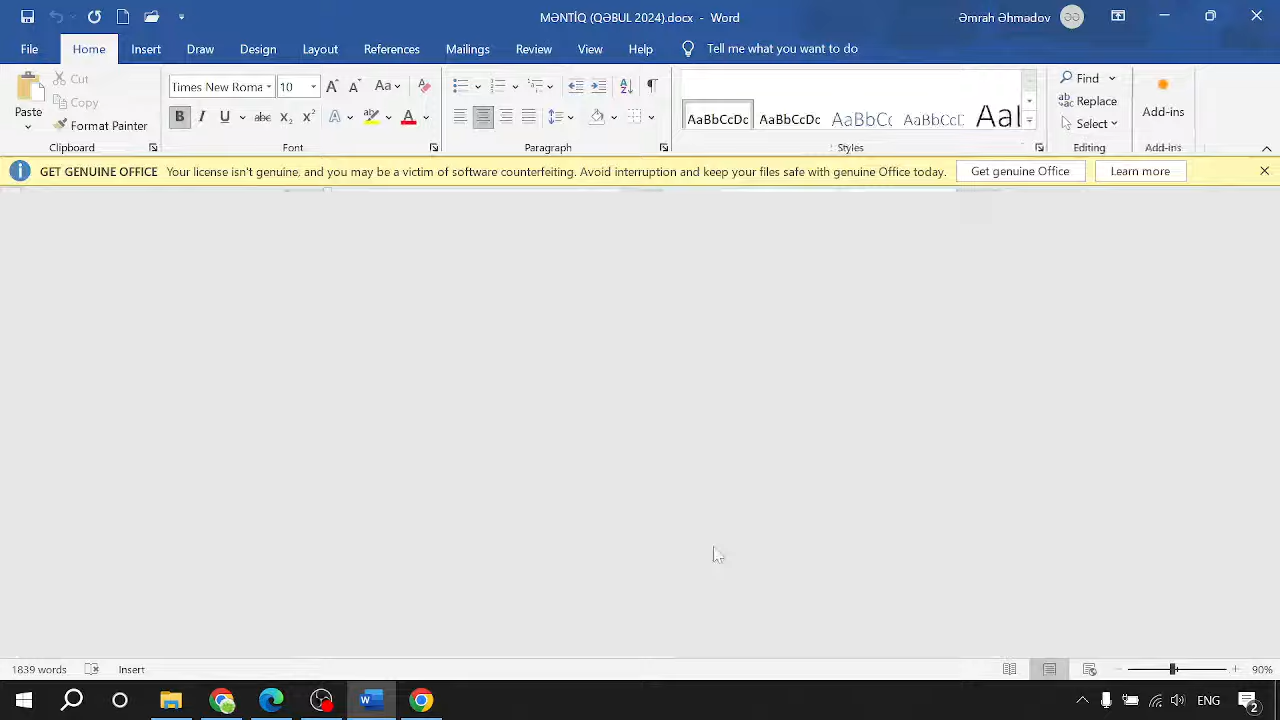 MƏNTİQ (QƏBUL 2024).docx - Word
Əmrah Əhmədov
ƏƏ
File Home Insert Draw Design Layout References Mailings Review View Help Tell me what you want to do
Paste
Cut
Copy
Format Painter
Clipboard
Times New Roma 10
Font
Paragraph
AaBbCcDc AaBbCcDc AaBbCc AaBbCcD AaI
Styles
Find
Replace
Select
Editing
Add-ins
Add-ins
GET GENUINE OFFICE Your license isn't genuine, and you may be a victim of software counterfeiting. Avoid interruption and keep your files safe with genuine Office today. Get genuine Office Learn more
1839 words Insert 90%
ENG 2